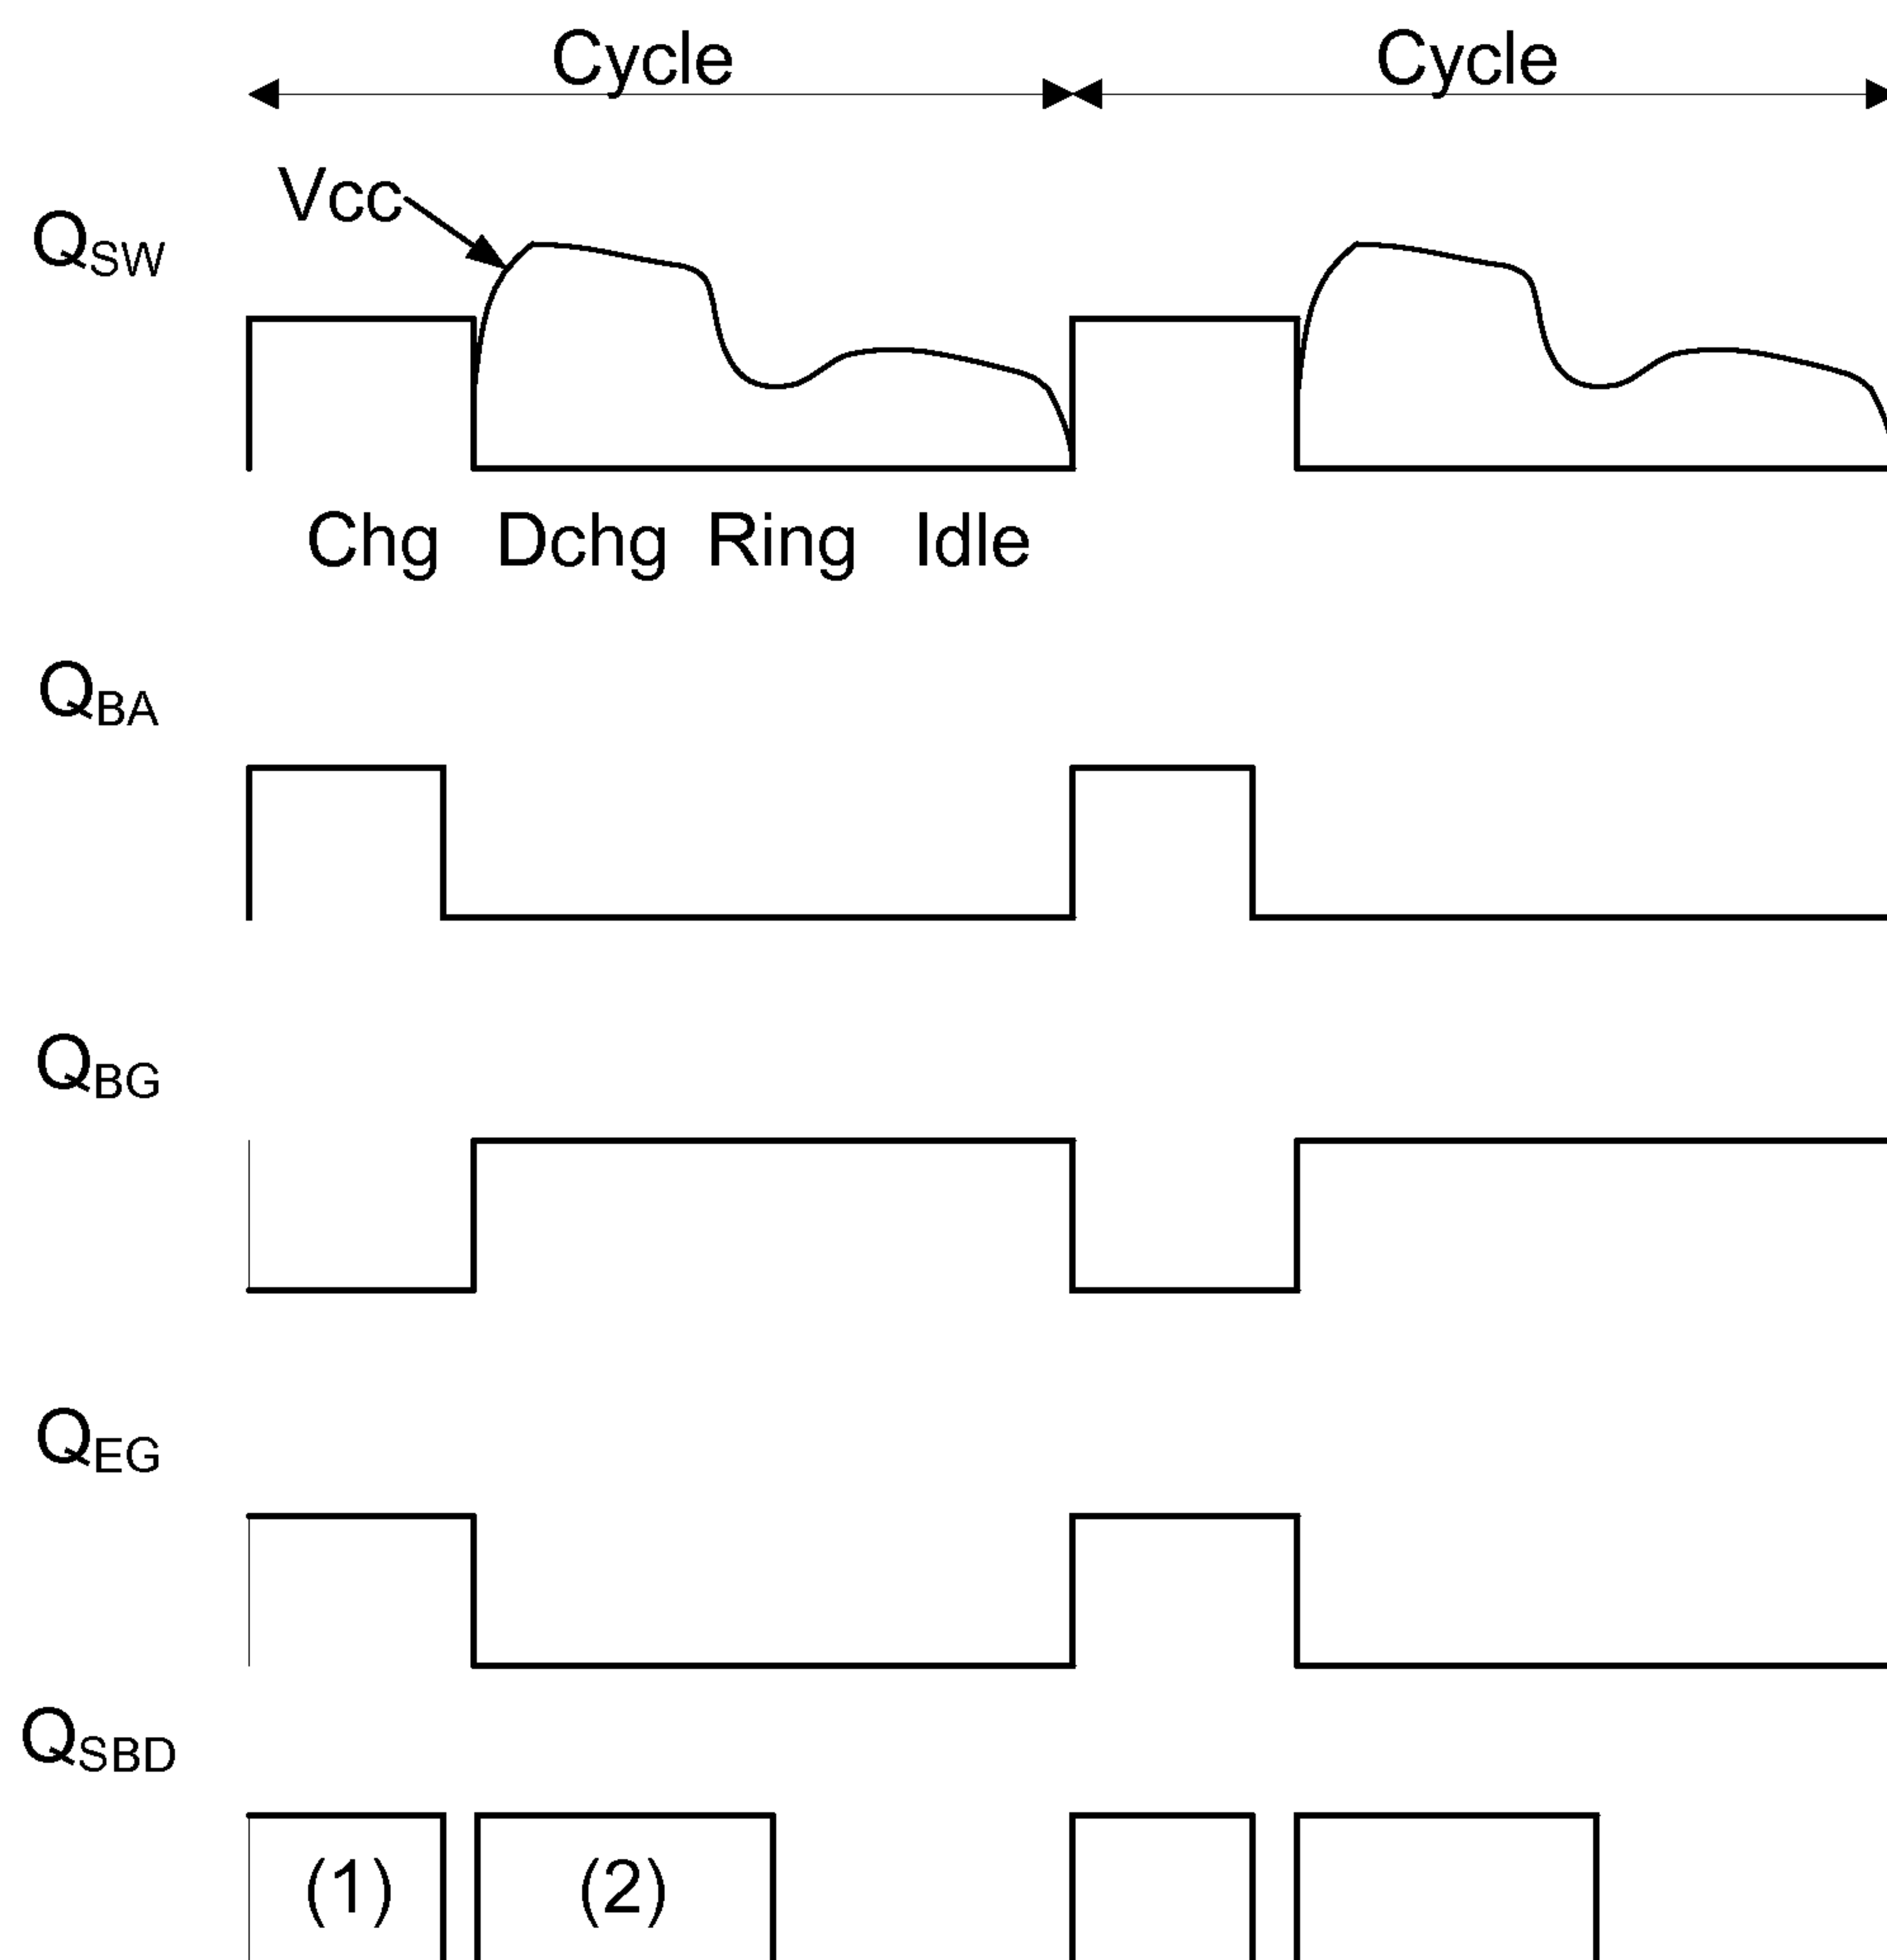 Cycle Cycle
Vcc
QSW
Chg Dchg Ring Idle
QBA
QBG
QEG
QSBD
(1) (2)